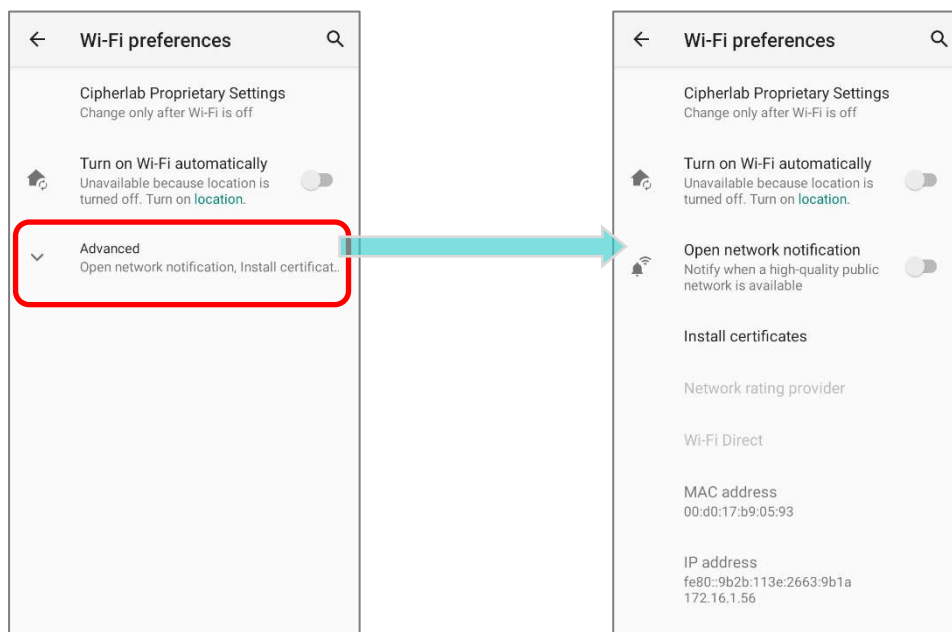 Wi-Fi preferences
Cipherlab Proprietary Settings
Change only after Wi-Fi is off
Turn on Wi-Fi automatically
Unavailable because location is
turned off. Turn on location.
Advanced
Open network notification, Install certificat..
Wi-Fi preferences
Cipherlab Proprietary Settings
Change only after Wi-Fi is off
Turn on Wi-Fi automatically
Unavailable because location is
turned off. Turn on location.
Open network notification
Notify when a high-quality public
network is available
Install certificates
Network rating provider
Wi-Fi Direct
MAC address
00:d0:17:b9:05:93
IP address
fe80::9b2b:113e:2663:9b1a
172.16.1.56